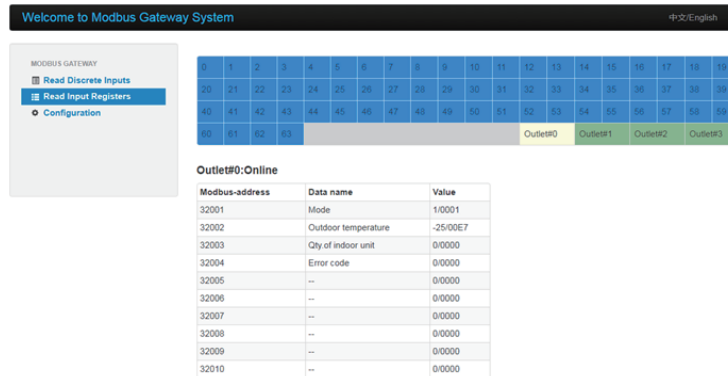 Welcome to Modbus Gateway System
中文/English
MODBUS GATEWAY
Read Discrete Inputs
Read Input Registers
Configuration
0 1 2 3 4 5 6 7 8 9 10 11 12 13 14 15 16 17 18 19
20 21 22 23 24 25 26 27 28 29 30 31 32 33 34 35 36 37 38 39
40 41 42 43 44 45 46 47 48 49 50 51 52 53 54 55 56 57 58 59
60 61 62 63 Outlet#0 Outlet#1 Outlet#2 Outlet#3
Outlet#0:Online
Modbus-address Data name Value
32001 Mode 1/0001
32002 Outdoor temperature -25/00E7
32003 Qty.of indoor unit 0/0000
32004 Error code 0/0000
32005 -- 0/0000
32006 -- 0/0000
32007 -- 0/0000
32008 -- 0/0000
32009 -- 0/0000
32010 -- 0/0000